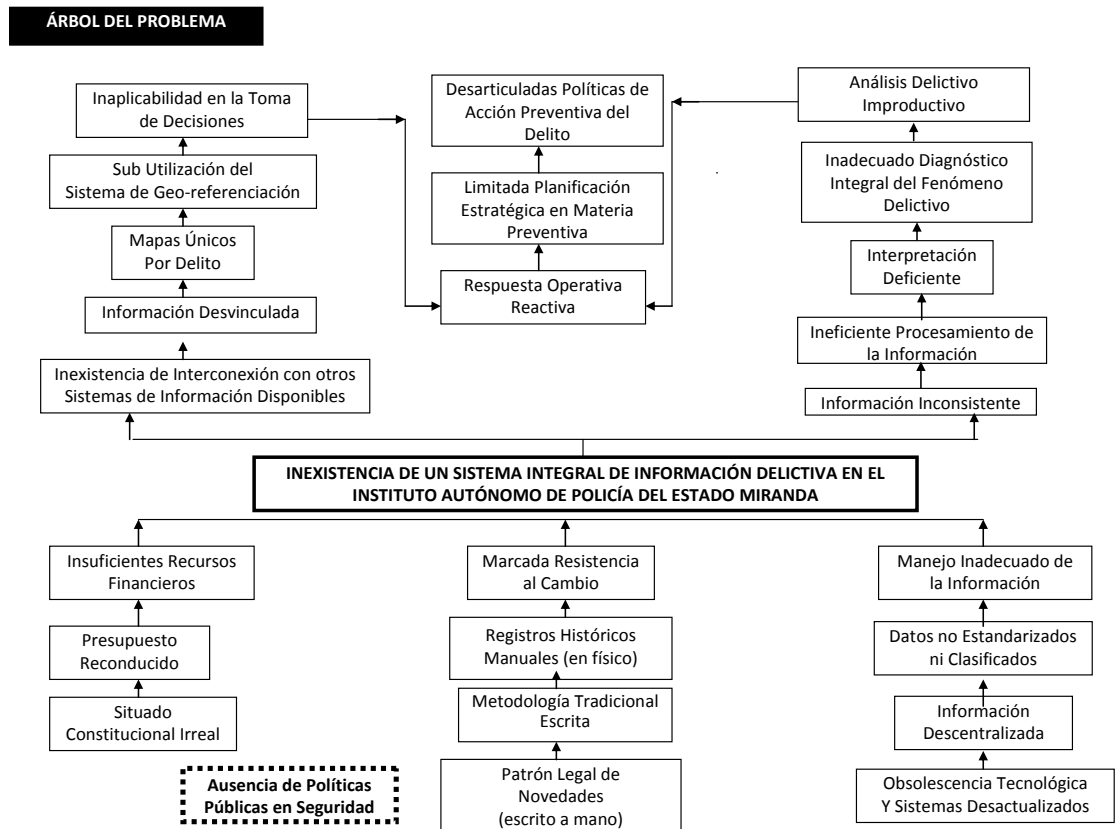 ÁRBOL DEL PROBLEMA
Inaplicabilidad en la Toma
de Decisiones
Desarticuladas Políticas de
Acción Preventiva del
Delito
Análisis Delictivo
Improductivo
Sub Utilización del
Sistema de Geo-referenciación
Limitada Planificación
Estratégica en Materia
Preventiva
Inadecuado Diagnóstico
Integral del Fenómeno
Delictivo
Mapas Únicos
Por Delito
Respuesta Operativa
Reactiva
Interpretación
Deficiente
Información Desvinculada
Ineficiente Procesamiento de
la Información
Inexistencia de Interconexión con otros
Sistemas de Información Disponibles
Información Inconsistente
INEXISTENCIA DE UN SISTEMA INTEGRAL DE INFORMACIÓN DELICTIVA EN EL
INSTITUTO AUTÓNOMO DE POLICÍA DEL ESTADO MIRANDA
Insuficientes Recursos
Financieros
Marcada Resistencia
al Cambio
Manejo Inadecuado de
la Información
Presupuesto
Reconducido
Registros Históricos
Manuales (en físico)
Datos no Estandarizados
ni Clasificados
Situado
Constitucional Irreal
Metodología Tradicional
Escrita
Información
Descentralizada
Ausencia de Políticas
Públicas en Seguridad
Patrón Legal de
Novedades
(escrito a mano)
Obsolescencia Tecnológica
Y Sistemas Desactualizados